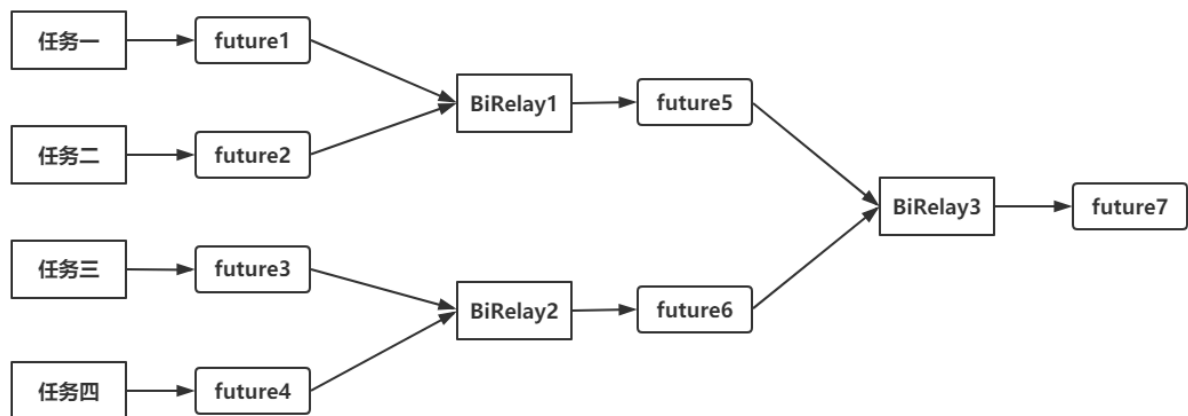 任务一
future1
任务二
future2
BiRelay1
future5
任务三
future3
任务四
future4
BiRelay2
future6
BiRelay3
future7